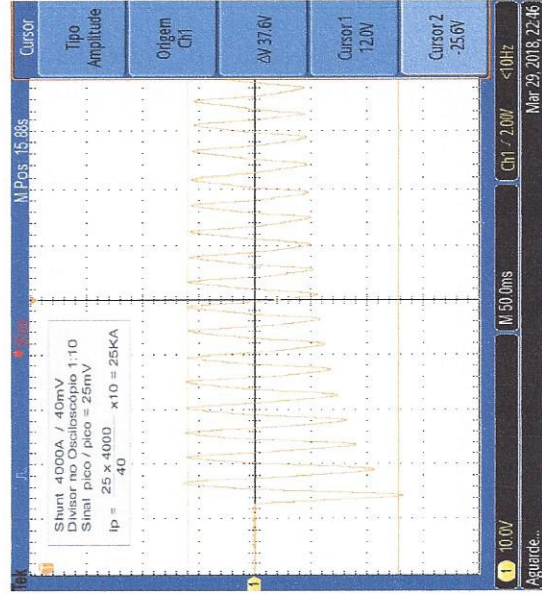 Tek
M Pos 15.88s
Cursor
Shunt 4000A / 40mV
Divisor no Osciloscópio 1:10
Sinal pico / pico = 25mV
Ip = 25 x 4000 x10 = 25KA
40
Tipo
Amplitude
Origem
Ch1
ΔV 37.6V
Cursor 1
12.0V
Cursor 2
-25.6V
1
1 10.0V
M 50.0ms
Ch1 / 2.00V
<10Hz
Aguarde...
Mar 29, 2018, 22:46